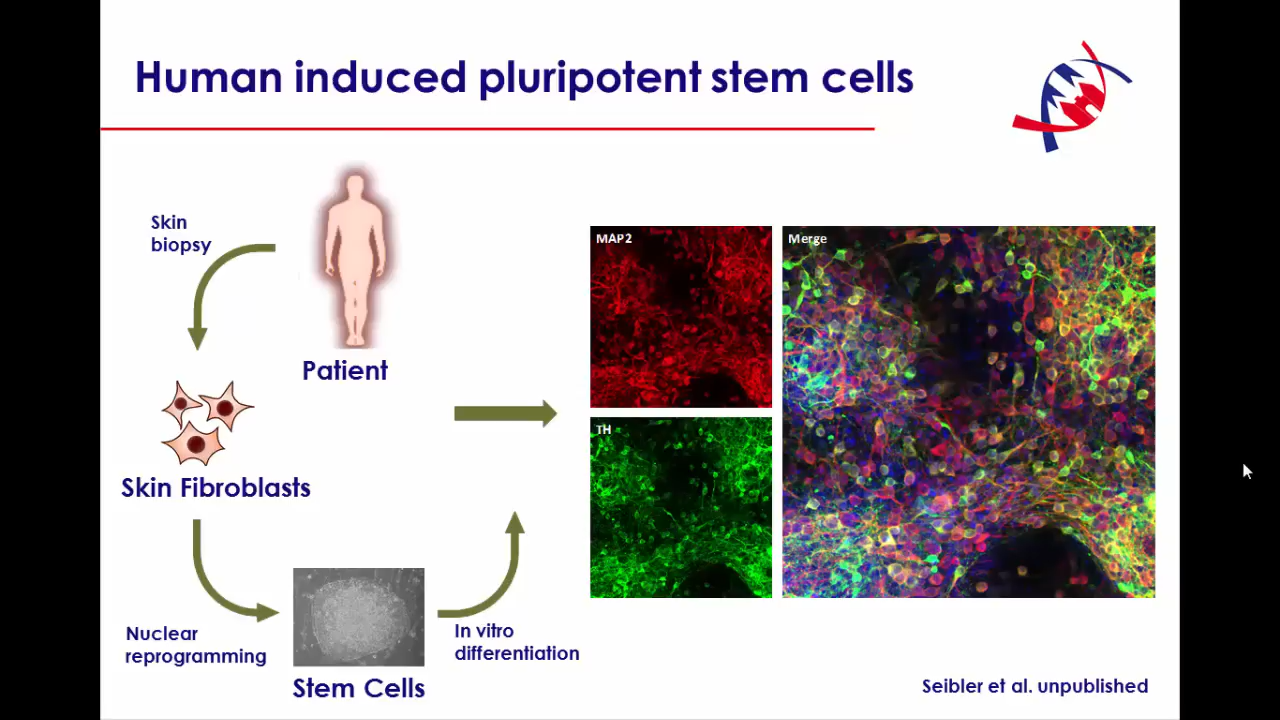 Human induced pluripotent stem cells
Skin
biopsy
Patient
Skin Fibroblasts
Nuclear
reprogramming
Stem Cells
In vitro
differentiation
MAP2
TH
Merge
Seibler et al. unpublished